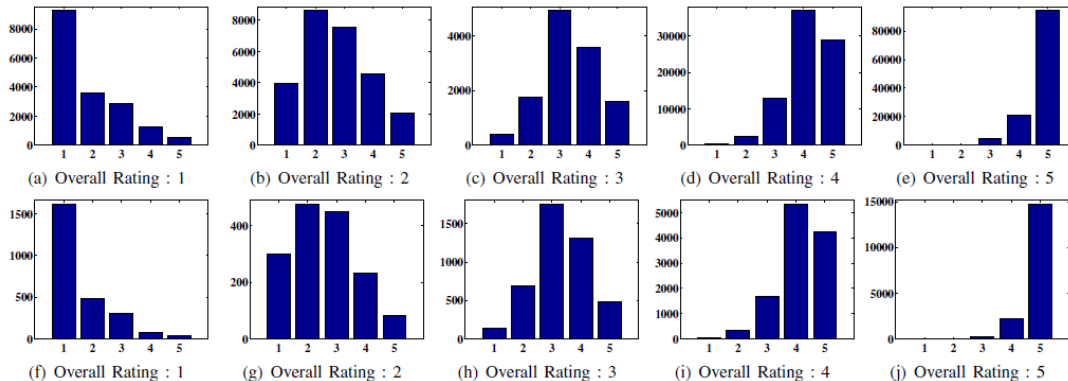 8000
6000
4000
2000
0
1 2 3 4 5
(a) Overall Rating : 1
8000
6000
4000
2000
0
1 2 3 4 5
(b) Overall Rating : 2
4000
2000
0
1 2 3 4 5
(c) Overall Rating : 3
30000
20000
10000
0
1 2 3 4 5
(d) Overall Rating : 4
80000
60000
40000
20000
0
1 2 3 4 5
(e) Overall Rating : 5
1500
1000
500
0
1 2 3 4 5
(f) Overall Rating : 1
400
200
0
1 2 3 4 5
(g) Overall Rating : 2
1500
1000
500
0
1 2 3 4 5
(h) Overall Rating : 3
5000
4000
3000
2000
1000
0
1 2 3 4 5
(i) Overall Rating : 4
15000
10000
5000
0
1 2 3 4 5
(j) Overall Rating : 5